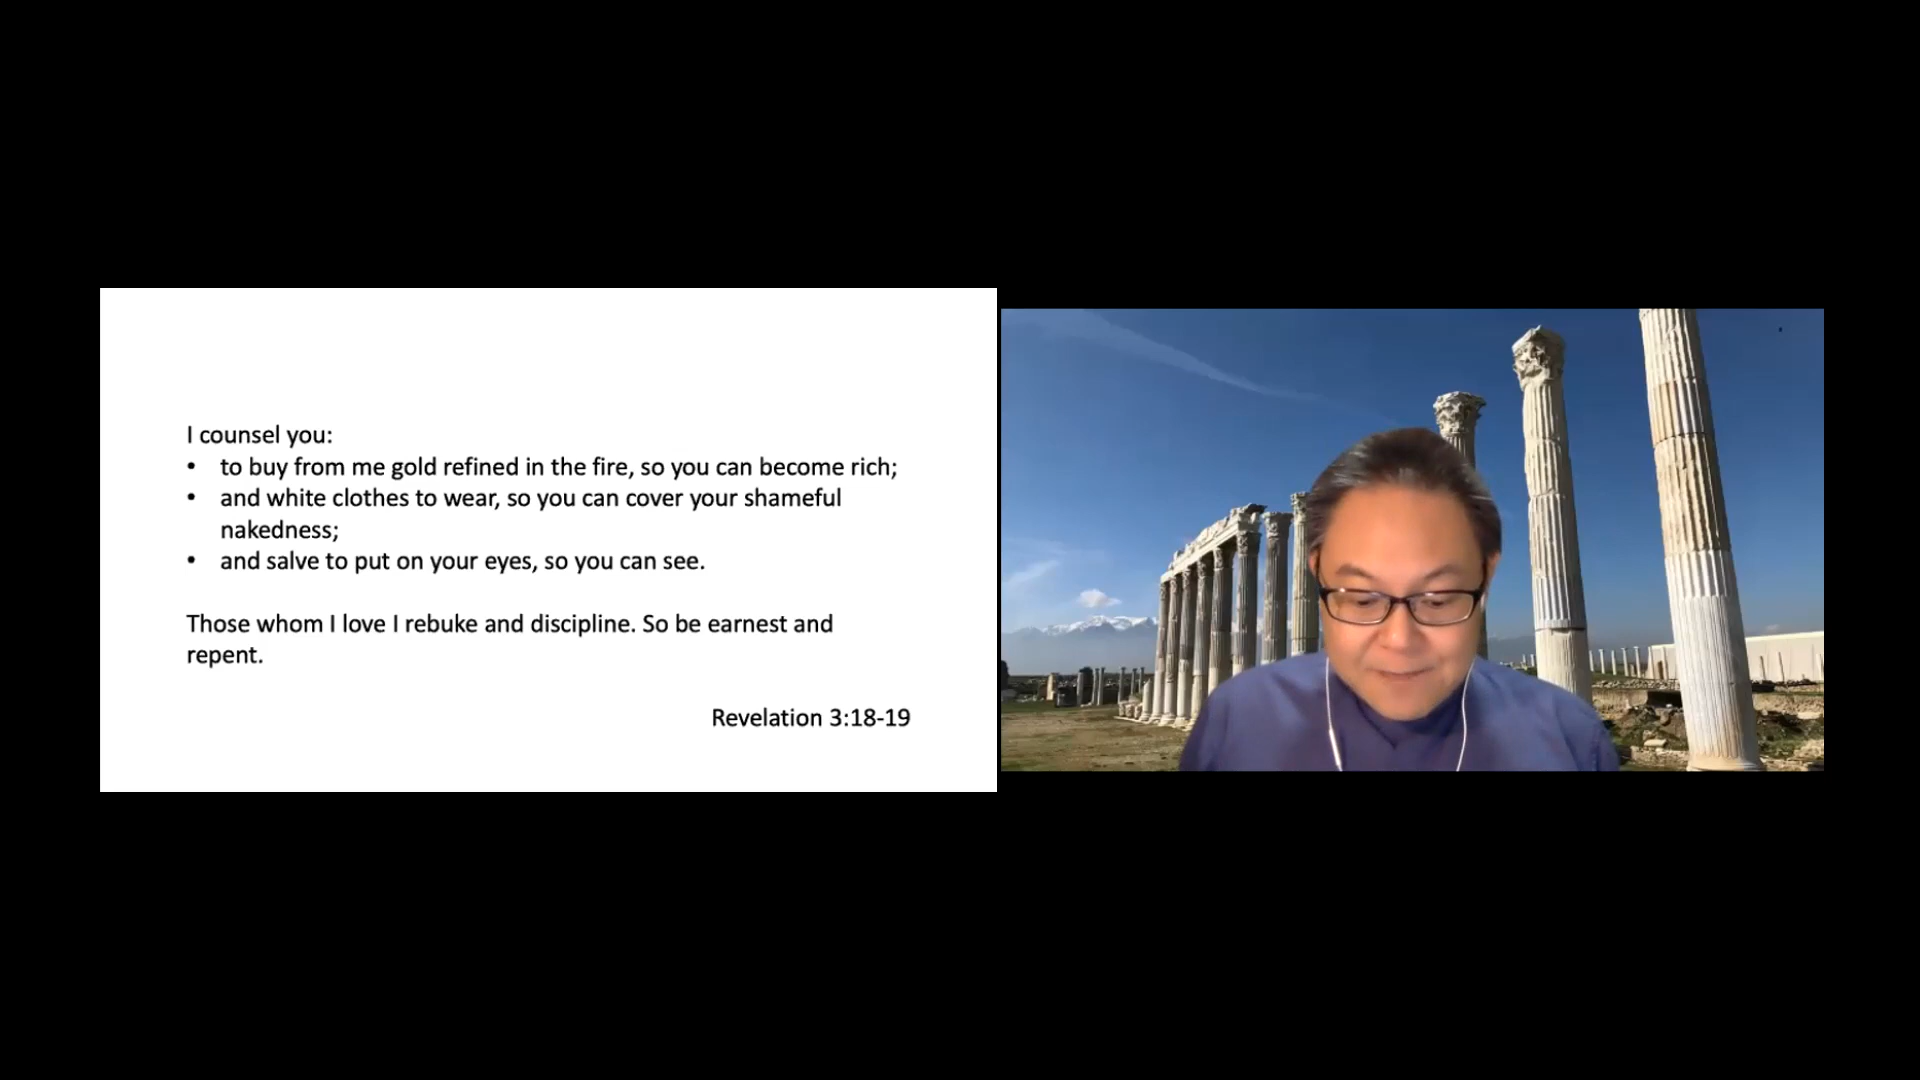 I counsel you:
• to buy from me gold refined in the fire, so you can become rich;
• and white clothes to wear, so you can cover your shameful
nakedness;
• and salve to put on your eyes, so you can see.
Those whom I love I rebuke and discipline. So be earnest and
repent.
Revelation 3:18-19